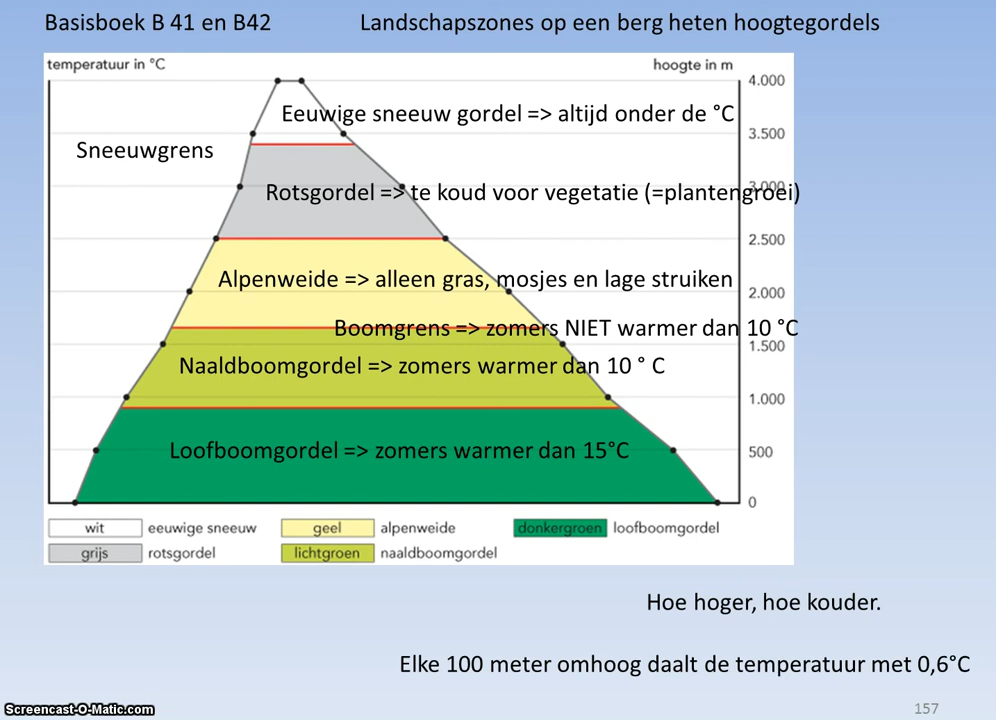 Basisboek B 41 en B42
Landschapszones op een berg heten hoogtegordels
temperatuur in °C
hoogte in m
4.000
Eeuwige sneeuw gordel => altijd onder de °C
3.500
Sneeuwgrens
3.000
Rotsgordel => te koud voor vegetatie (=plantengroei)
2.500
Alpenweide => alleen gras, mosjes en lage struiken
2.000
Boomgrens => zomers NIET warmer dan 10 °C
1.500
Naaldboomgordel => zomers warmer dan 10 ° C
1.000
Loofboomgordel => zomers warmer dan 15°C
500
0
wit eeuwige sneeuw geel alpenweide donkergroen loofboomgordel
grijs rotsgordel lichtgroen naaldboomgordel
Hoe hoger, hoe kouder.
Elke 100 meter omhoog daalt de temperatuur met 0,6°C
Screencast-O-Matic.com
157